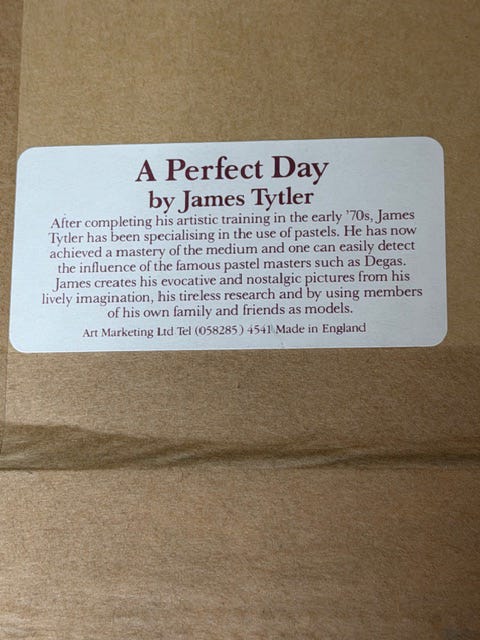 A Perfect Day
by James Tytler
After completing his artistic training in the early '70s, James
Tytler has been specialising in the use of pastels. He has now
achieved a mastery of the medium and one can easily detect
the influence of the famous pastel masters such as Degas.
James creates his evocative and nostalgic pictures from his
lively imagination, his tireless research and by using members
of his own family and friends as models.
Art Marketing Ltd Tel (058285) 4541 Made in England